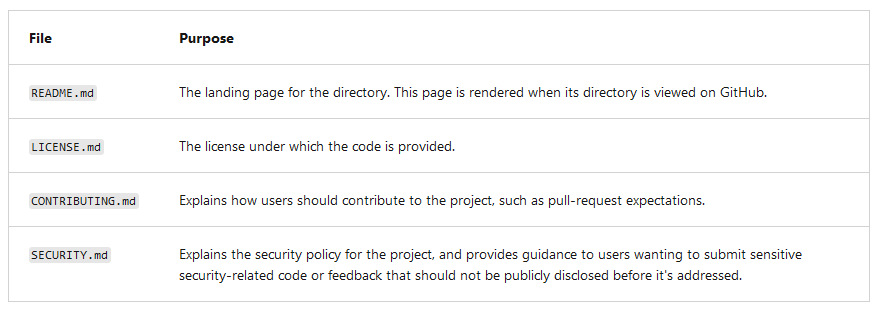 File Purpose
README.md The landing page for the directory. This page is rendered when its directory is viewed on GitHub.
LICENSE.md The license under which the code is provided.
CONTRIBUTING.md Explains how users should contribute to the project, such as pull-request expectations.
SECURITY.md Explains the security policy for the project, and provides guidance to users wanting to submit sensitive
security-related code or feedback that should not be publicly disclosed before it's addressed.